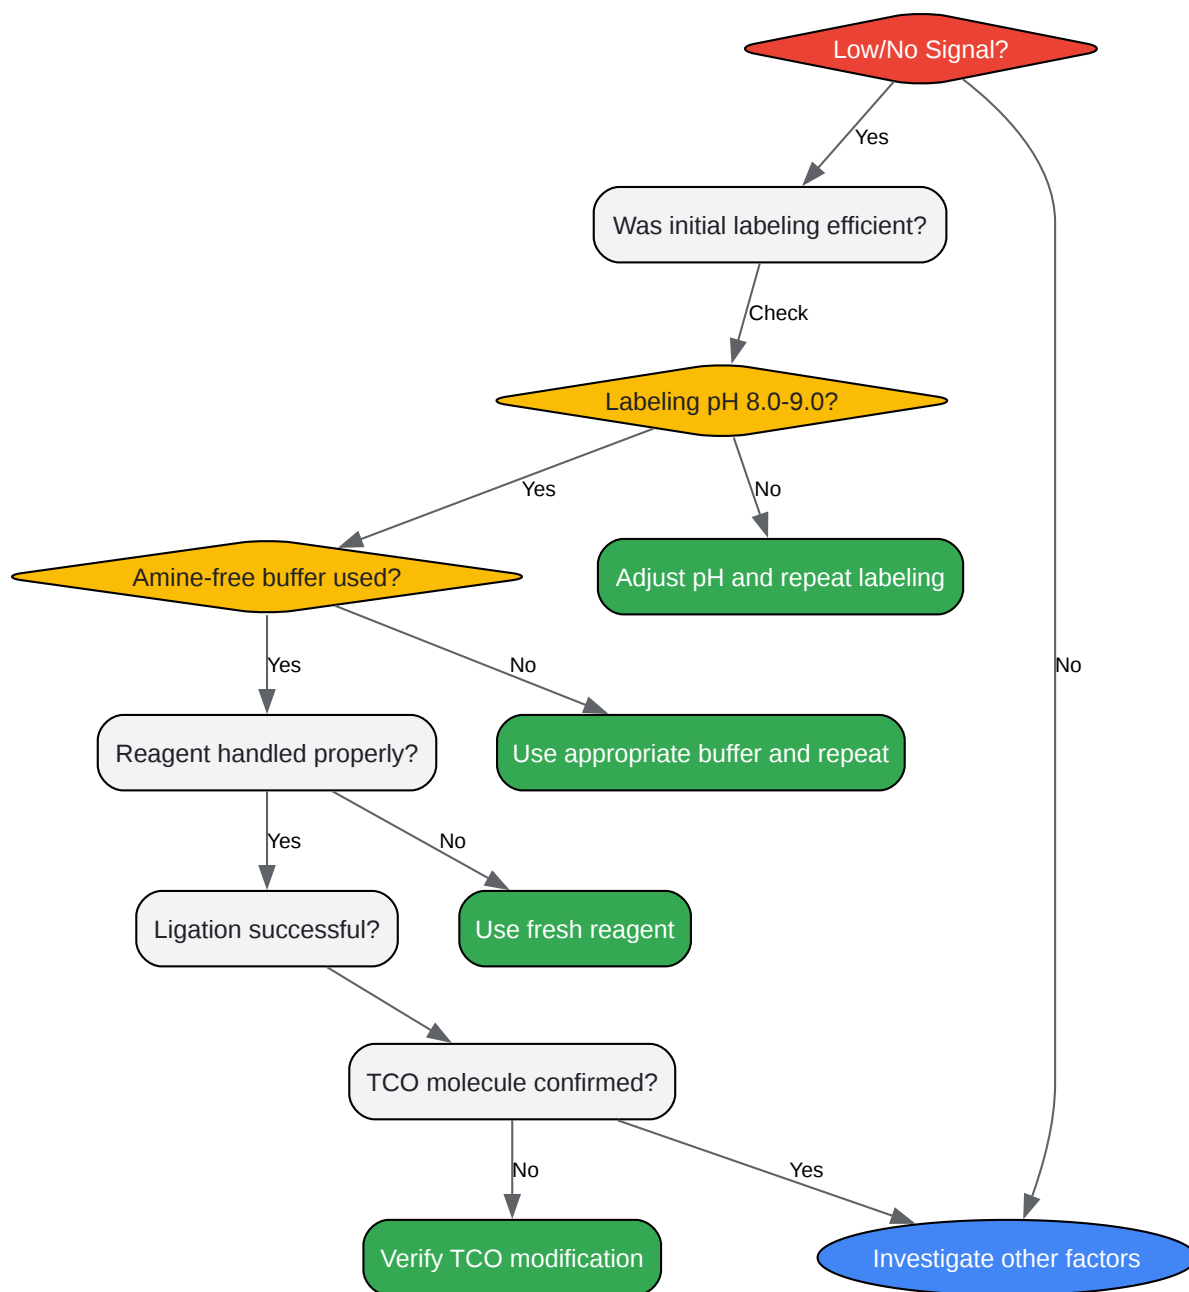 Low/No Signal?
Yes
Was initial labeling efficient?
Check
Labeling pH 8.0-9.0?
Yes
No
Amine-free buffer used?
Adjust pH and repeat labeling
Yes
No
No
Reagent handled properly?
Use appropriate buffer and repeat
Yes
No
Ligation successful?
Use fresh reagent
TCO molecule confirmed?
No
Yes
Verify TCO modification
Investigate other factors